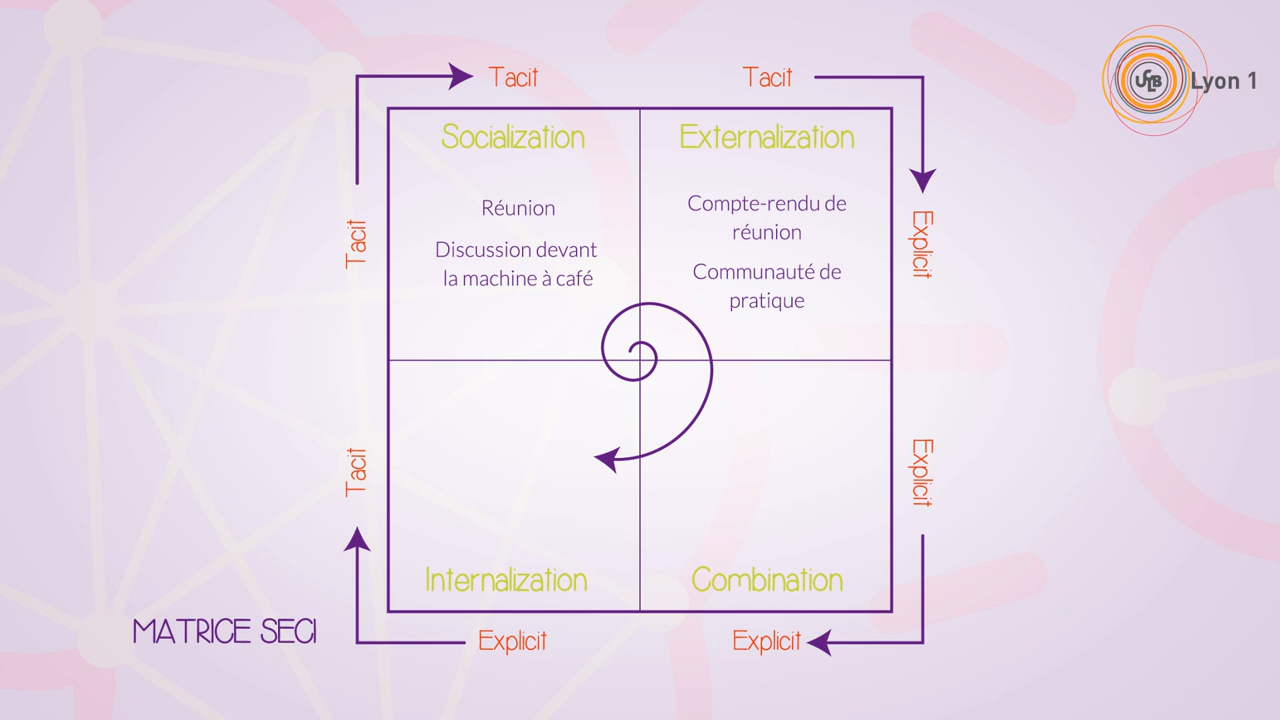 Tacit
Tacit
UCBL Lyon 1
Socialization
Externalization
Réunion
Discussion devant
la machine à café
Compte-rendu de
réunion
Communauté de
pratique
Tacit
Explicit
Tacit
Explicit
Internalization
Combination
MATRICE SECI
Explicit
Explicit